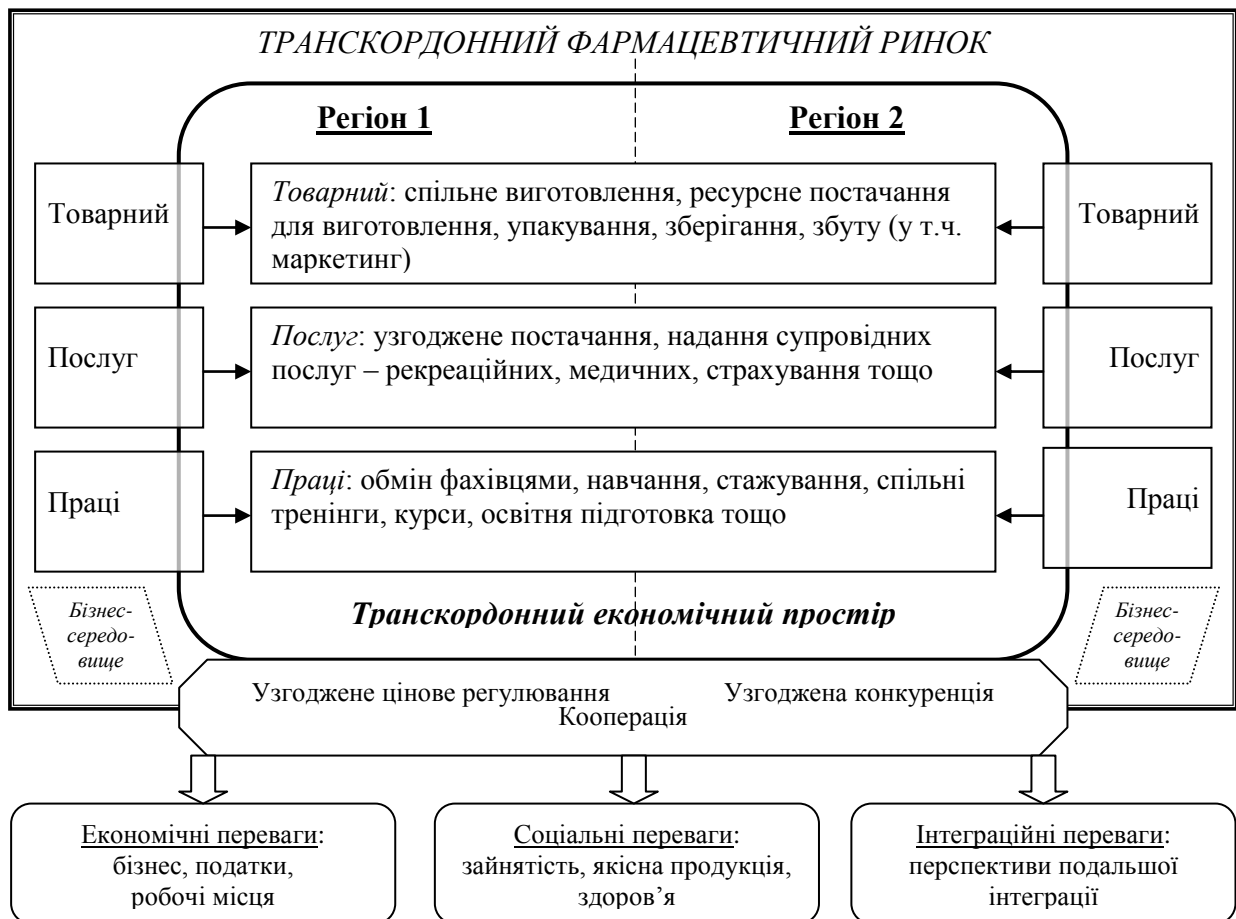 ТРАНСКОРДОННИЙ ФАРМАЦЕВТИЧНИЙ РИНОК
Регіон 1
Регіон 2
Товарний
Товарний: спільне виготовлення, ресурсне постачання
для виготовлення, упакування, зберігання, збуту (у т.ч.
маркетинг)
Товарний
Послуг
Послуг: узгоджене постачання, надання супровідних
послуг – рекреаційних, медичних, страхування тощо
Послуг
Праці
Праці: обмін фахівцями, навчання, стажування, спільні
тренінги, курси, освітня підготовка тощо
Праці
Бізнес-
середо-
вище
Транскордонний економічний простір
Бізнес-
середо-
вище
Узгоджене цінове регулювання
Узгоджена конкуренція
Кооперація
Економічні переваги:
бізнес, податки,
робочі місця
Соціальні переваги:
зайнятість, якісна продукція,
здоров’я
Інтеграційні переваги:
перспективи подальшої
інтеграції